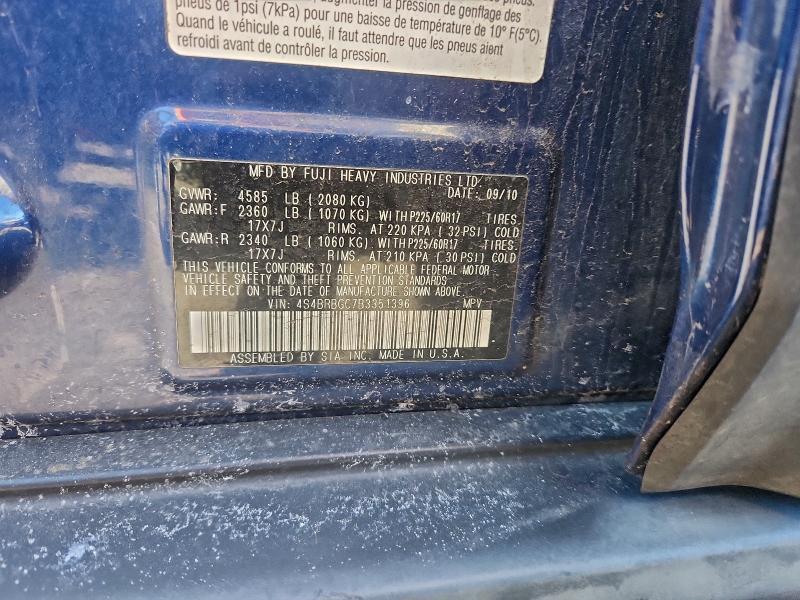 pneus de 1psi (7kPa) pour une baisse de température de 10° F(5°C).
Quand le véhicule a roulé, il faut attendre que les pneus aient
refroidi avant de contrôler la pression.
MFD BY FUJI HEAVY INDUSTRIES LTD
GVWR: 4585 LB ( 2080 KG) DATE: 09/10
GAWR:F 2360 LB ( 1070 KG) WITH P225/60R17 TIRES.
17X7J RIMS. AT 220 KPA ( 32 PSI) COLD
GAWR:R 2340 LB ( 1060 KG) WITH P225/60R17 TIRES.
17X7J RIMS. AT 210 KPA ( 30 PSI) COLD
THIS VEHICLE CONFORMS TO ALL APPLICABLE FEDERAL MOTOR
VEHICLE SAFETY AND THEFT PREVENTION STANDARDS
IN EFFECT ON THE DATE OF MANUFACTURE SHOWN ABOVE.
VIN: 4S4BRBGC7B3351396 MPV
ASSEMBLED BY SIA INC. MADE IN U.S.A.